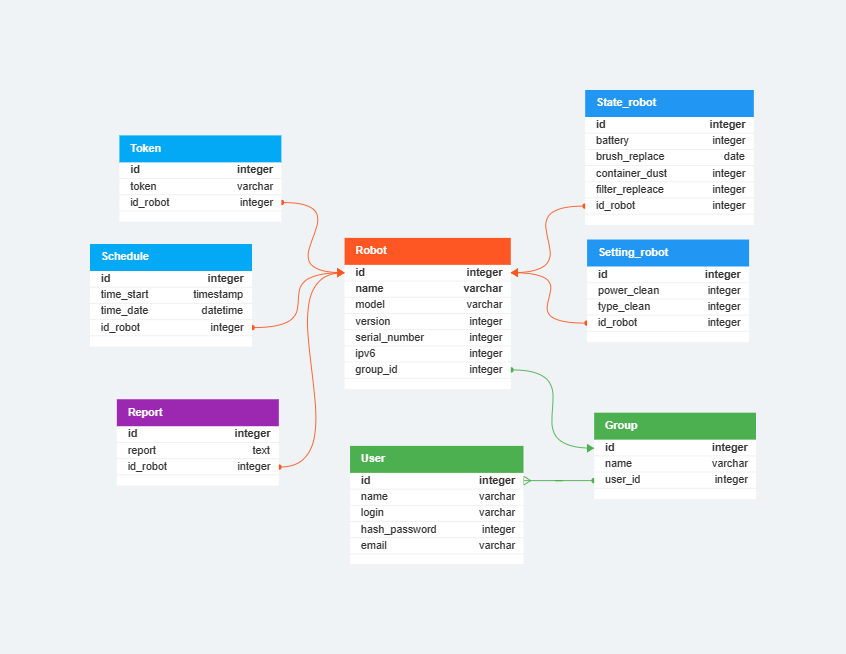 Token
id integer
token varchar
id_robot integer
Schedule
id integer
time_start timestamp
time_date datetime
id_robot integer
Report
id integer
report text
id_robot integer
Robot
id integer
name varchar
model varchar
version integer
serial_number integer
ipv6 integer
group_id integer
User
id integer
name varchar
login varchar
hash_password integer
email varchar
State_robot
id integer
battery integer
brush_replace date
container_dust integer
filter_repleace integer
id_robot integer
Setting_robot
id integer
power_clean integer
type_clean integer
id_robot integer
Group
id integer
name varchar
user_id integer